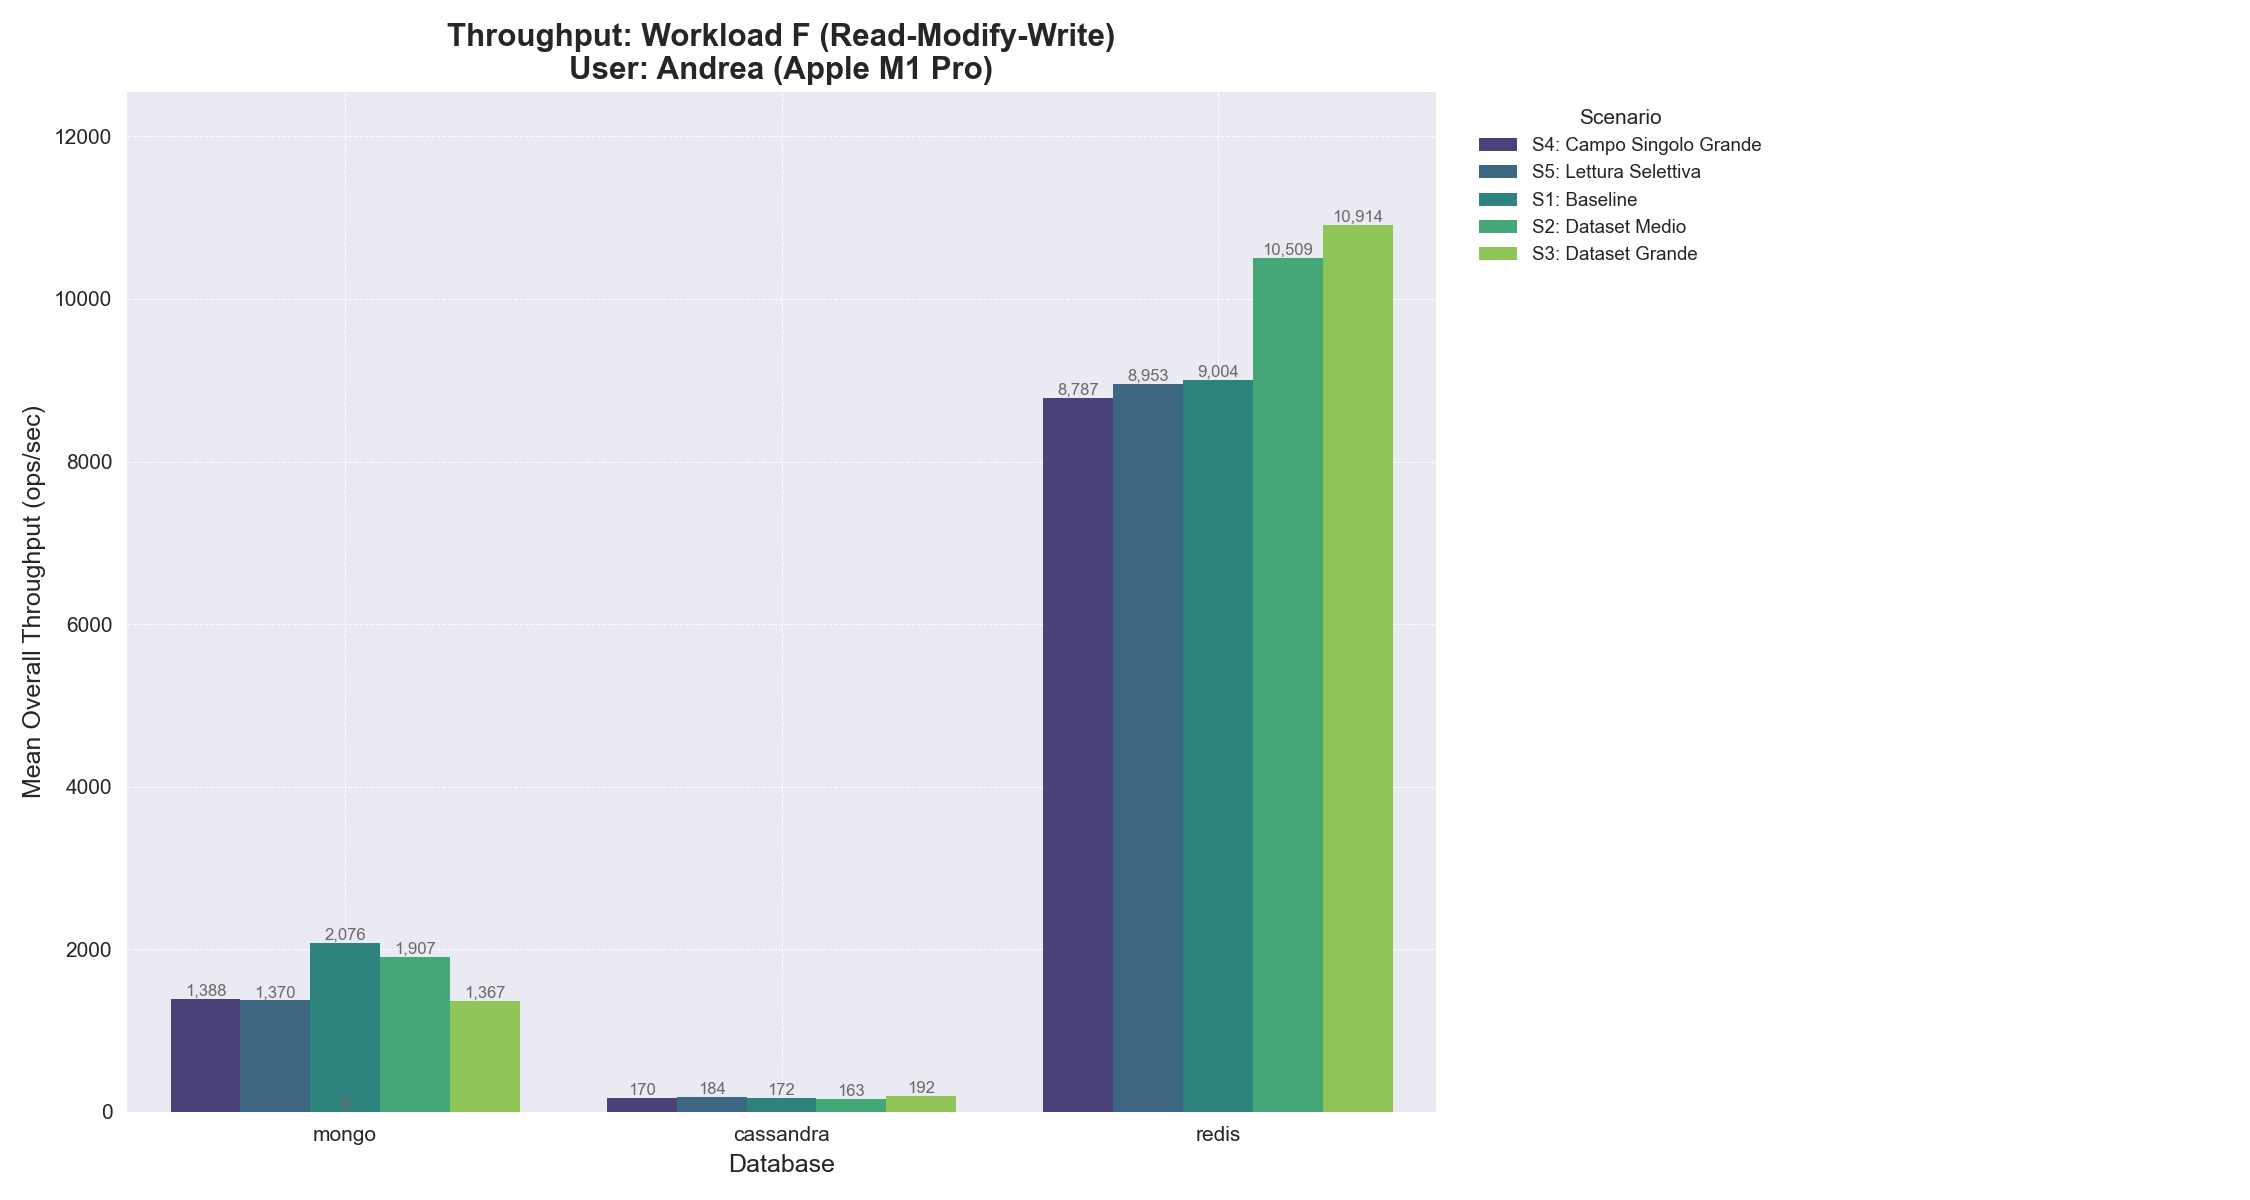 Throughput: Workload F (Read-Modify-Write)
User: Andrea (Apple M1 Pro)
Mean Overall Throughput (ops/sec)
12000
10000
8000
6000
4000
2000
0
1,388
1,370
2,076
1,907
1,367
0
170
184
172
163
192
8,787
8,953
9,004
10,509
10,914
mongo
cassandra
redis
Database
Scenario
S4: Campo Singolo Grande
S5: Lettura Selettiva
S1: Baseline
S2: Dataset Medio
S3: Dataset Grande